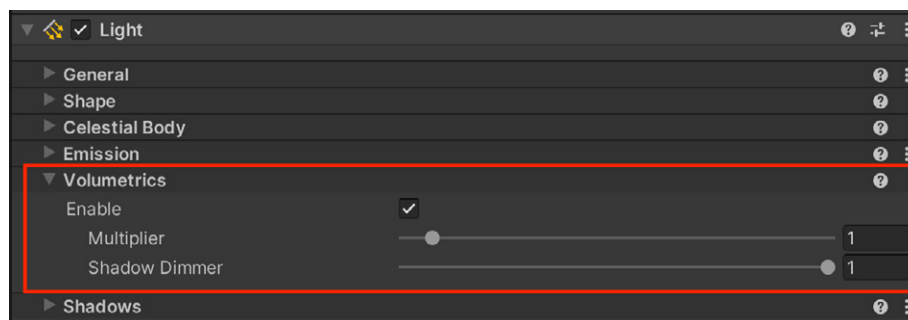 Light
General
Shape
Celestial Body
Emission
Volumetrics
Enable
Multiplier 1
Shadow Dimmer 1
Shadows